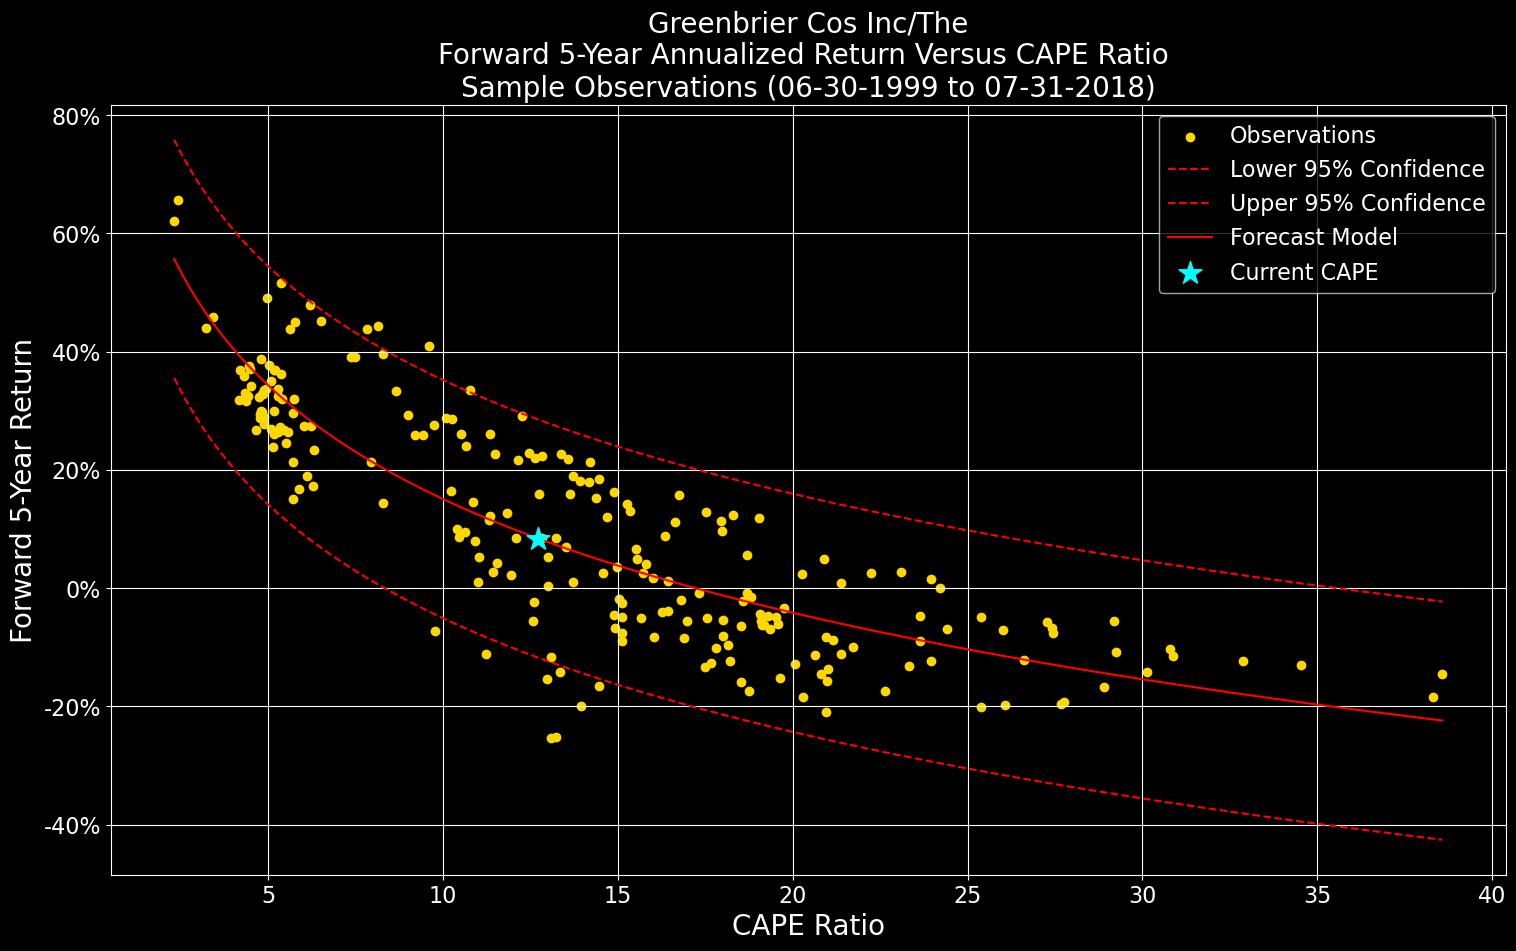 Greenbrier Cos Inc/The
Forward 5-Year Annualized Return Versus CAPE Ratio
Sample Observations (06-30-1999 to 07-31-2018)
Observations
Lower 95% Confidence
Upper 95% Confidence
Forecast Model
Current CAPE
Forward 5-Year Return
80%
60%
40%
20%
0%
-20%
-40%
5 10 15 20 25 30 35 40
CAPE Ratio